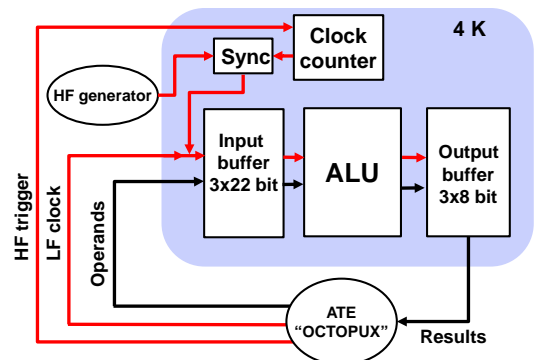 4 K
Clock
counter
Sync
HF generator
Input
buffer
3x22 bit
ALU
Output
buffer
3x8 bit
HF trigger
LF clock
Operands
ATE
“OCTOPUX”
Results